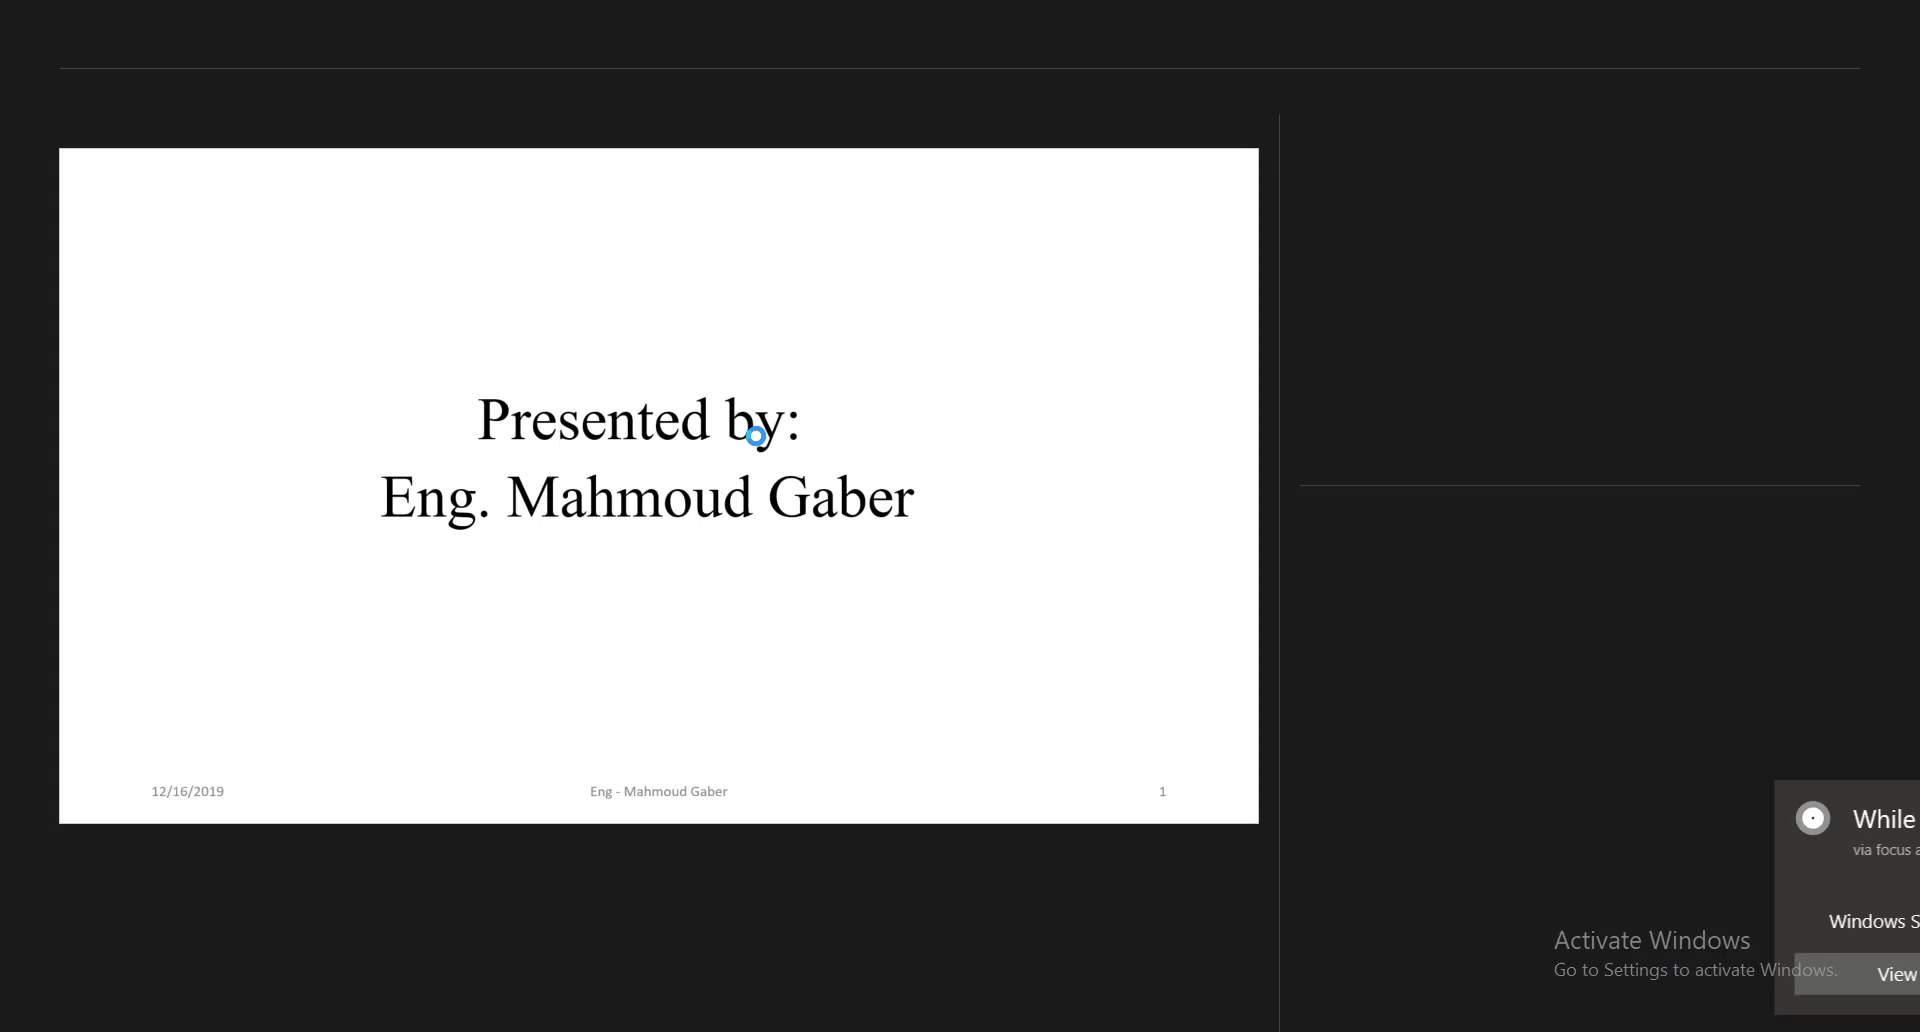 Presented by:
Eng. Mahmoud Gaber
12/16/2019
Eng - Mahmoud Gaber
1
While
via focus
Windows
View
Activate Windows
Go to Settings to activate Windows.